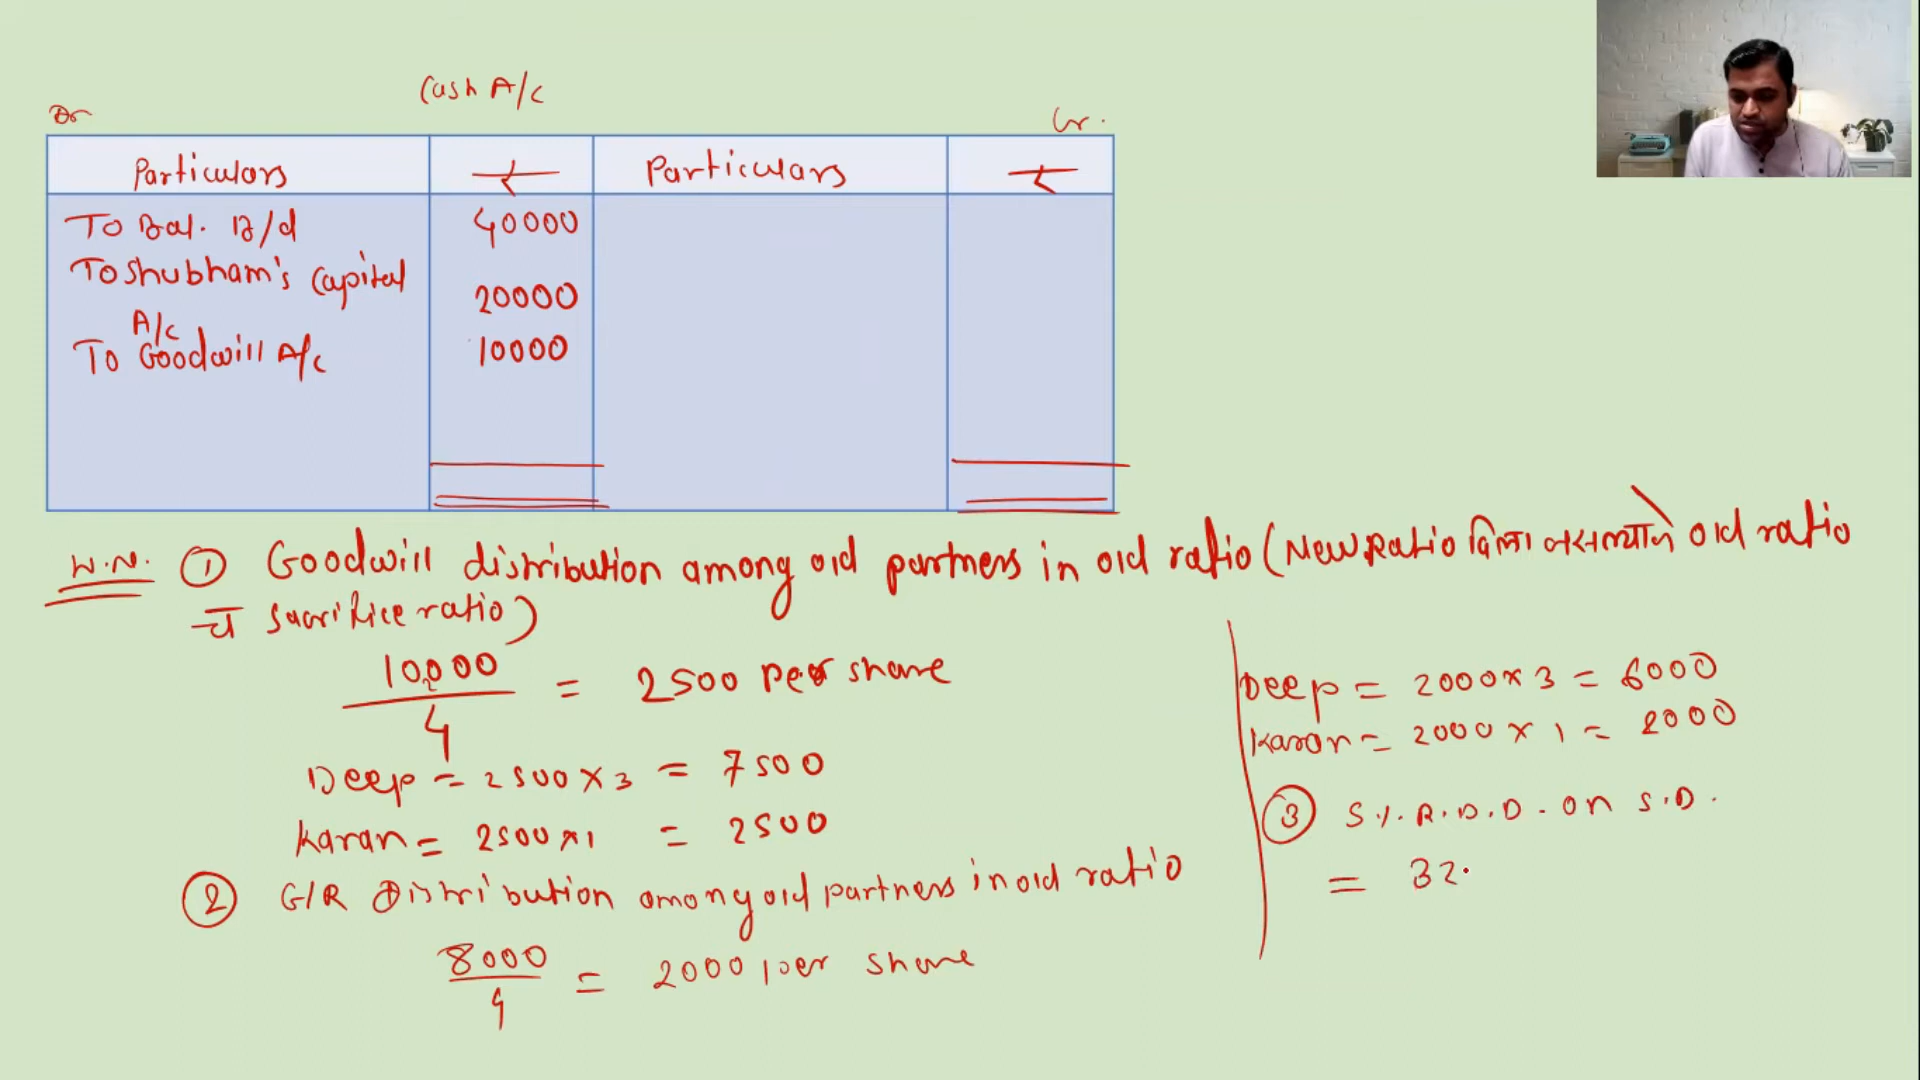 Cash A/c
Dr Cr.
Particulars ₹ Particulars ₹
To Bal. B/d 40000
To Shubham's Capital
A/c 20000
To Goodwill A/c 10000
W.N. ① Goodwill distribution among old partners in old ratio (New Ratio दिला नसल्याने old ratio
च sacrifice ratio)
10,000
4
= 2500 per share
Deep = 2500 × 3 = 7500
Karan = 2500 × 1 = 2500
② G/R Distribution among old partners in old ratio
8000
4
= 2000 per share
Deep = 2000 × 3 = 6000
Karan = 2000 × 1 = 2000
③ 5%. R.D.D. on S.D.
= 32